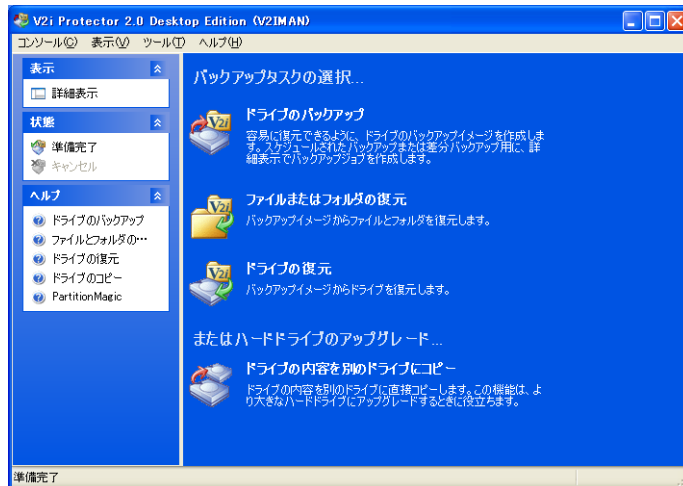 V2i Protector 2.0 Desktop Edition (V2IMAN)
コンソール(C) 表示(V) ツール(T) ヘルプ(H)
表示
詳細表示
状態
準備完了
キャンセル
ヘルプ
ドライブのバックアップ
ファイルとフォルダの…
ドライブの復元
ドライブのコピー
PartitionMagic
バックアップタスクの選択...
V2i
ドライブのバックアップ
容易に復元できるように、ドライブのバックアップイメージを作成しま
す。スケジュールされたバックアップまたは差分バックアップ用に、詳
細表示でバックアップジョブを作成します。
V2i
ファイルまたはフォルダの復元
バックアップイメージからファイルとフォルダを復元します。
V2i
ドライブの復元
バックアップイメージからドライブを復元します。
またはハードドライブのアップグレード...
ドライブの内容を別のドライブにコピー
ドライブの内容を別のドライブに直接コピーします。この機能は、よ
り大きなハードドライブにアップグレードするときに役立ちます。
準備完了